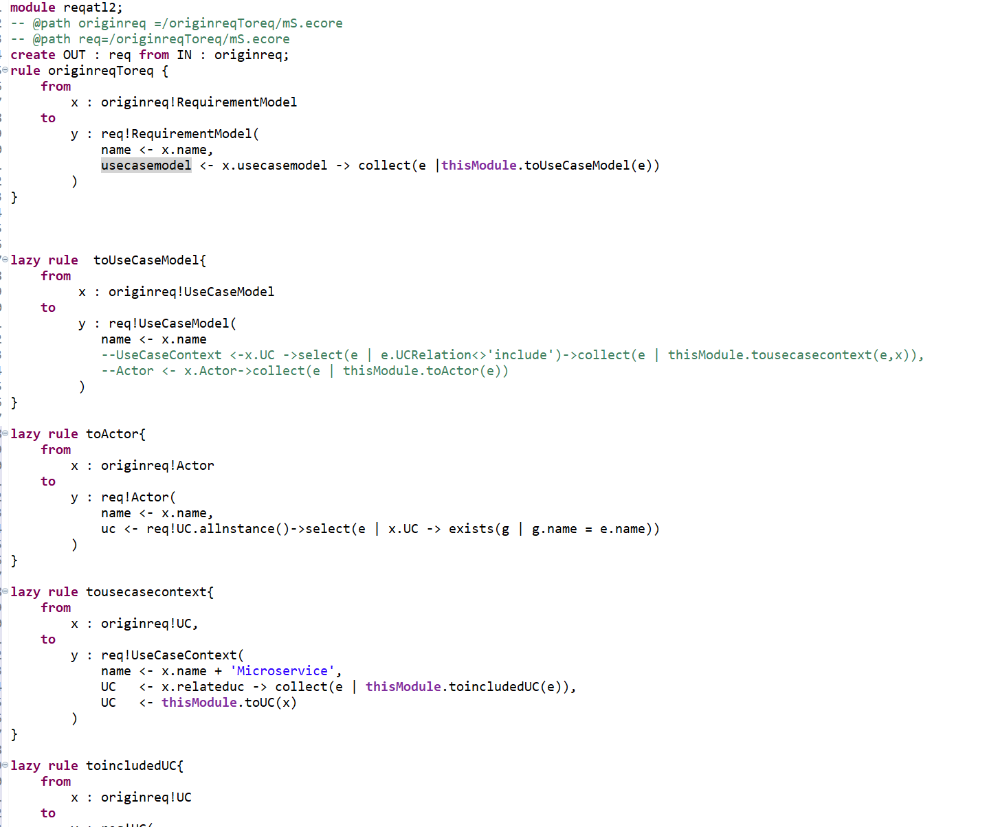 module reqatl2;
-- @path originreq =/originreqToreq/mS.ecore
-- @path req=/originreqToreq/mS.ecore
create OUT : req from IN : originreq;
rule originreqToreq {
    from
        x : originreq!RequirementModel
    to
        y : req!RequirementModel(
            name <- x.name,
            usecasemodel <- x.usecasemodel -> collect(e |thisModule.toUseCaseModel(e))
        )
}
lazy rule  toUseCaseModel{
    from
         x : originreq!UseCaseModel
    to
         y : req!UseCaseModel(
            name <- x.name
            --UseCaseContext <-x.UC ->select(e | e.UCRelation<>'include')->collect(e | thisModule.tousecasecontext(e,x)),
            --Actor <- x.Actor->collect(e | thisModule.toActor(e))
         )
}
lazy rule toActor{
    from
        x : originreq!Actor
    to
        y : req!Actor(
            name <- x.name,
            uc <- req!UC.allnstance()->select(e | x.UC -> exists(g | g.name = e.name))
        )
}
lazy rule tousecasecontext{
    from
        x : originreq!UC,
    to
        y : req!UseCaseContext(
            name <- x.name + 'Microservice',
            UC   <- x.relateduc -> collect(e | thisModule.toincludedUC(e)),
            UC   <- thisModule.toUC(x)
        )
}
lazy rule toincludedUC{
    from
        x : originreq!UC
    to